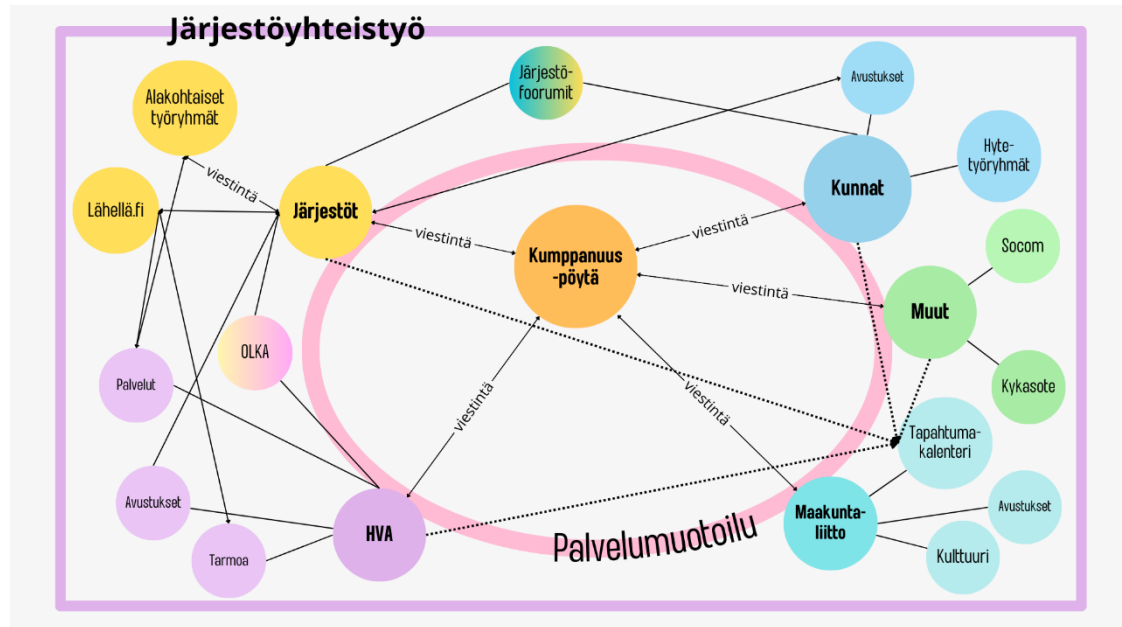 Järjestöyhteistyö
Järjestö-
foorumit
Avustukset
Alakohtaiset
työryhmät
Hyte-
työryhmät
viestintä
Kunnat
Lähellä.fi
Järjestöt
viestintä
viestintä
Kumppanuus
-pöytä
Socom
viestintä
Muut
OLKA
Palvelut
Kykasote
viestintä
viestintä
Tapahtuma-
kalenteri
Avustukset
HVA
Maakunta-
liitto
Avustukset
Palvelumuotoilu
Tarmoa
Kulttuuri